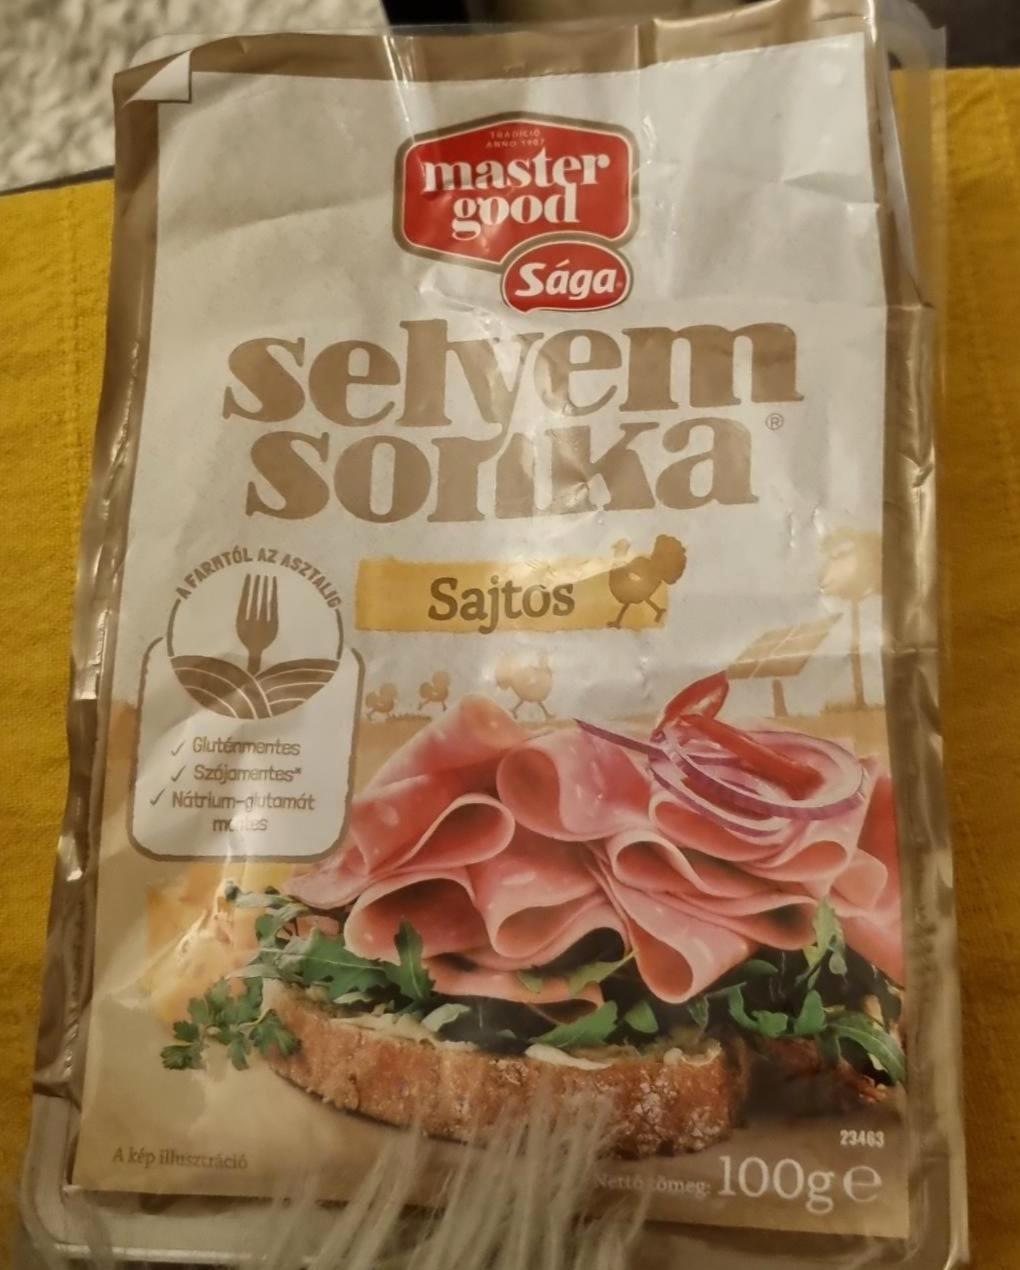 TRADÍCIÓ
ANNO 1967
master
good
Sága
selyem
sonka®
Sajtos
A FARMTÓL AZ ASZTALIG
✓ Gluténmentes
✓ Szójamentes*
✓ Nátrium-glutamát
mentes
23463
A kép illusztráció
Nettó tömeg: 100g e